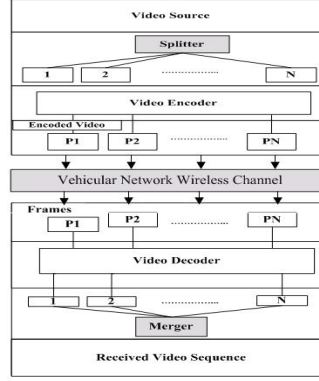 Video Source
Splitter
1 2 .................. N
Video Encoder
Encoded Video
P1 P2 .................. PN
Vehicular Network Wireless Channel
Frames
P1 P2 .................. PN
Video Decoder
1 2 .................. N
Merger
Received Video Sequence